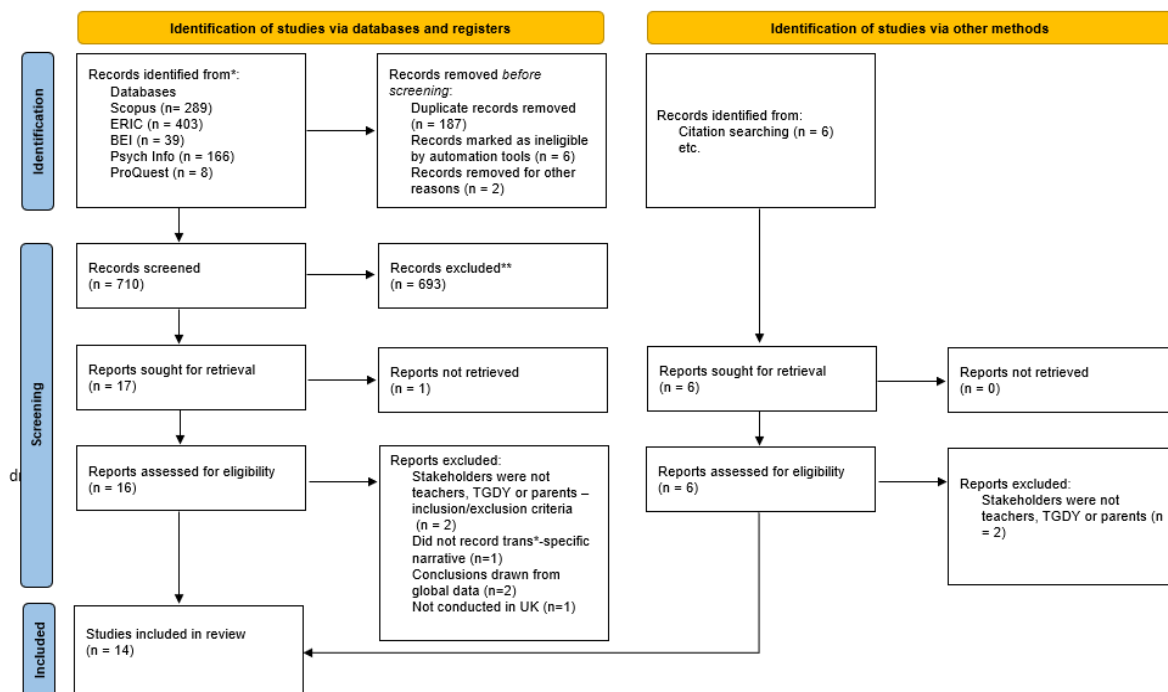 Identification of studies via databases and registers
Identification of studies via other methods
Identification
Records identified from*:
Databases
Scopus (n= 289)
ERIC (n = 403)
BEI (n = 39)
Psych Info (n = 166)
ProQuest (n = 8)
Records removed before
screening:
Duplicate records removed
(n = 187)
Records marked as ineligible
by automation tools (n = 6)
Records removed for other
reasons (n = 2)
Records identified from:
Citation searching (n = 6)
etc.
Screening
Records screened
(n = 710)
Records excluded**
(n = 693)
Reports sought for retrieval
(n = 17)
Reports not retrieved
(n = 1)
Reports sought for retrieval
(n = 6)
Reports not retrieved
(n = 0)
Reports assessed for eligibility
(n = 16)
Reports excluded:
Stakeholders were not
teachers, TGDY or parents –
inclusion/exclusion criteria
(n = 2)
Did not record trans*-specific
narrative (n=1)
Conclusions drawn from
global data (n=2)
Not conducted in UK (n=1)
Reports assessed for eligibility
(n = 6)
Reports excluded:
Stakeholders were not
teachers, TGDY or parents (n
= 2)
Included
Studies included in review
(n = 14)